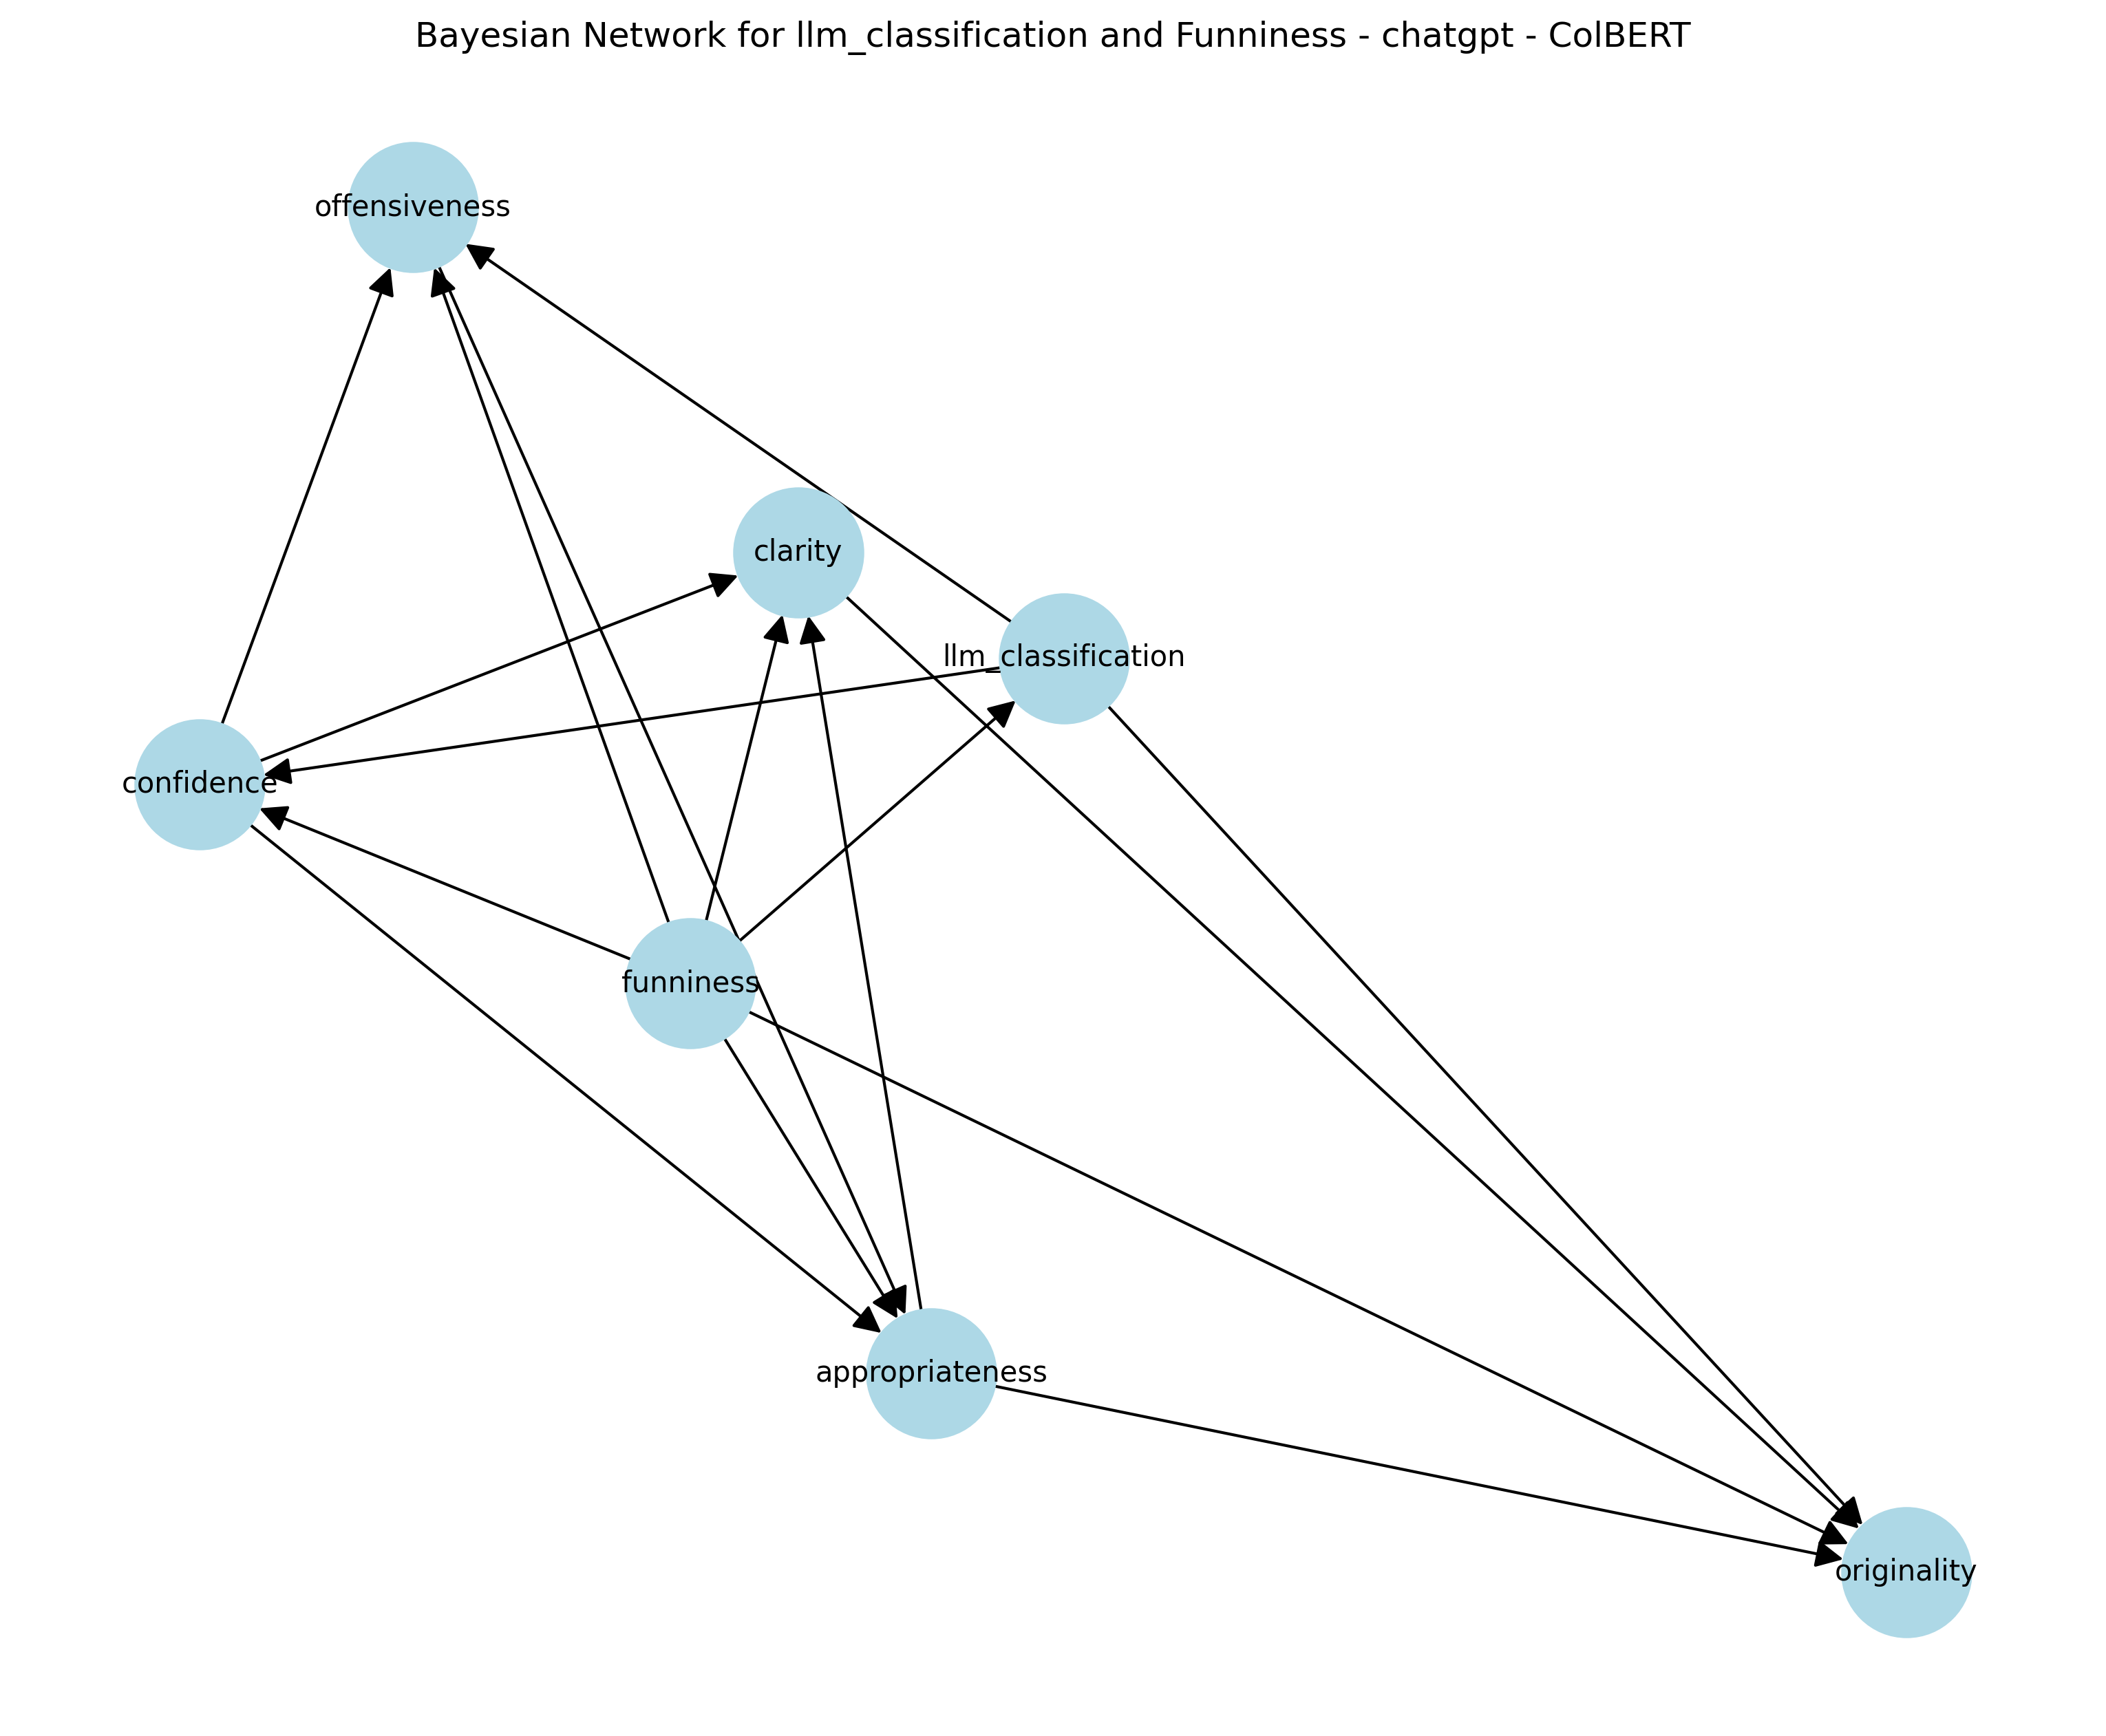 Bayesian Network for llm_classification and Funniness - chatgpt - ColBERT
offensiveness
clarity
llm_classification
confidence
funniness
appropriateness
originality